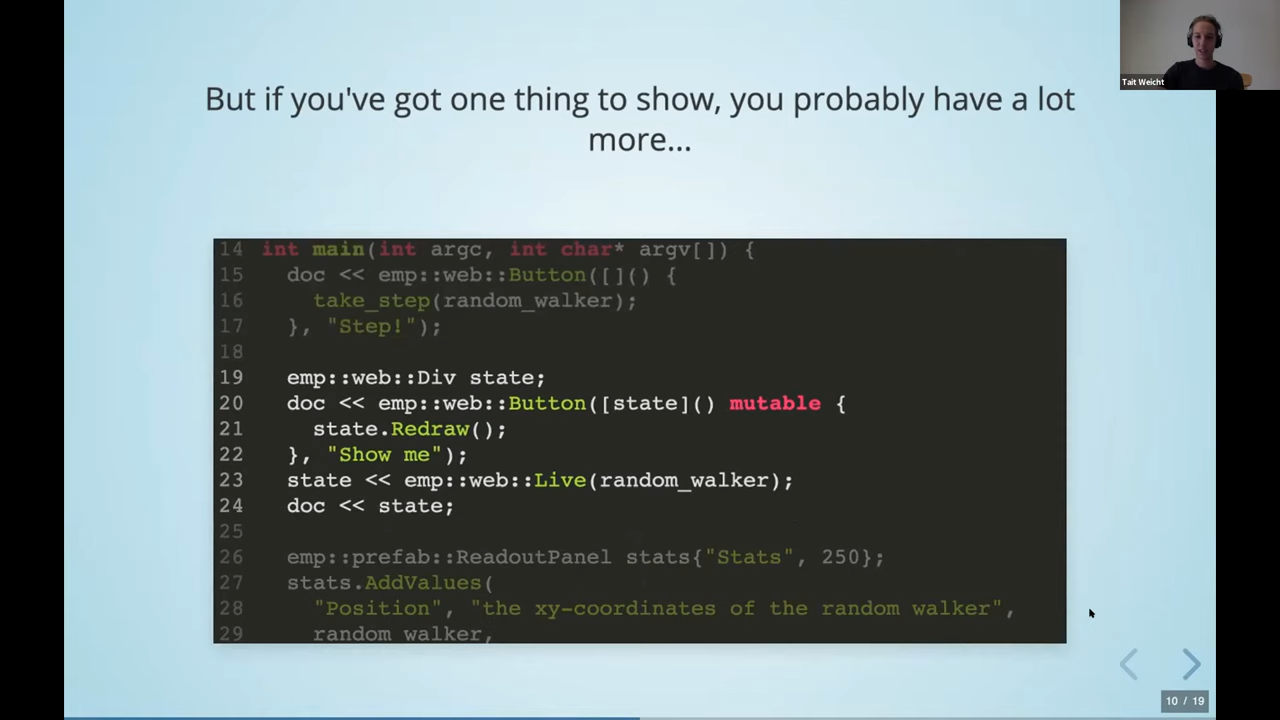 But if you've got one thing to show, you probably have a lot
more...
Tait Weicht
14 int main(int argc, int char* argv[]) {
15   doc << emp::web::Button([]() {
16     take_step(random_walker);
17   }, "Step!");
18
19   emp::web::Div state;
20   doc << emp::web::Button([state]() mutable {
21     state.Redraw();
22   }, "Show me");
23   state << emp::web::Live(random_walker);
24   doc << state;
25
26   emp::prefab::ReadoutPanel stats{"Stats", 250};
27   stats.AddValues(
28     "Position", "the xy-coordinates of the random walker",
29     random_walker,
10 / 19